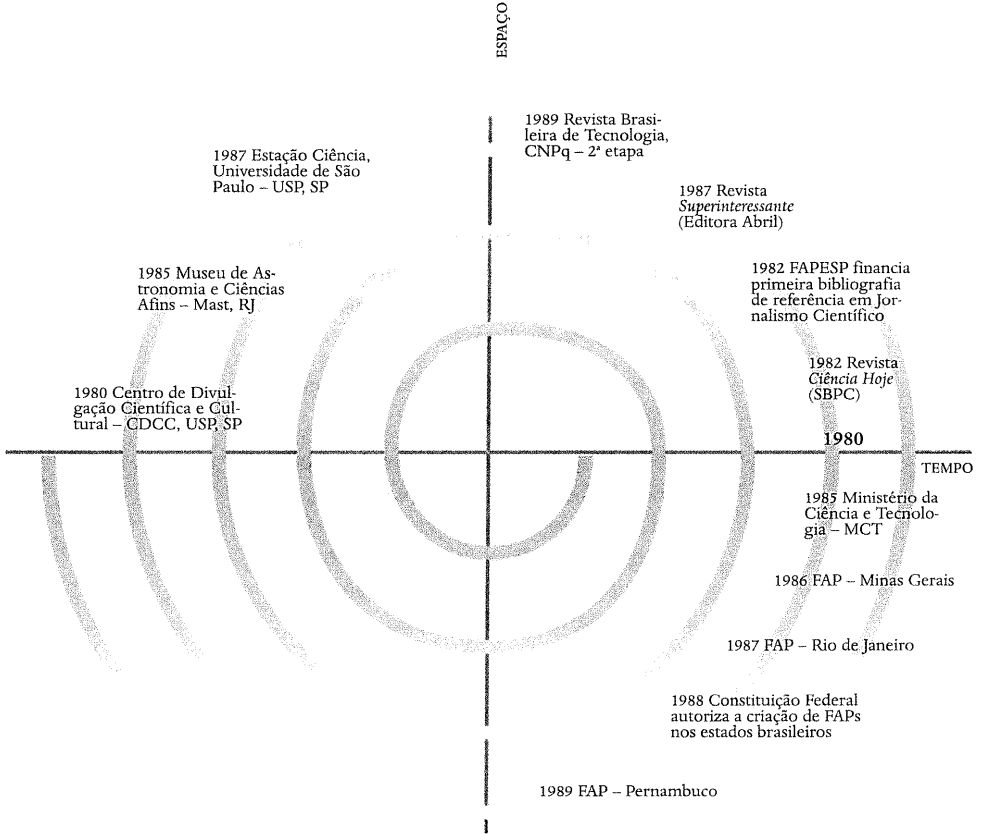 ESPAÇO
1989 Revista Brasi-
leira de Tecnologia,
CNPq – 2ª etapa
1987 Estação Ciência,
Universidade de São
Paulo – USP, SP
1987 Revista
Superinteressante
(Editora Abril)
1985 Museu de As-
tronomia e Ciências
Afins – Mast, RJ
1982 FAPESP financia
primeira bibliografia
de referência em Jor-
nalismo Científico
1982 Revista
Ciência Hoje
(SBPC)
1980 Centro de Divul-
gação Científica e Cul-
tural – CDCC, USP, SP
1980
TEMPO
1985 Ministério da
Ciência e Tecnolo-
gia – MCT
1986 FAP – Minas Gerais
1987 FAP – Rio de Janeiro
1988 Constituição Federal
autoriza a criação de FAPs
nos estados brasileiros
1989 FAP – Pernambuco